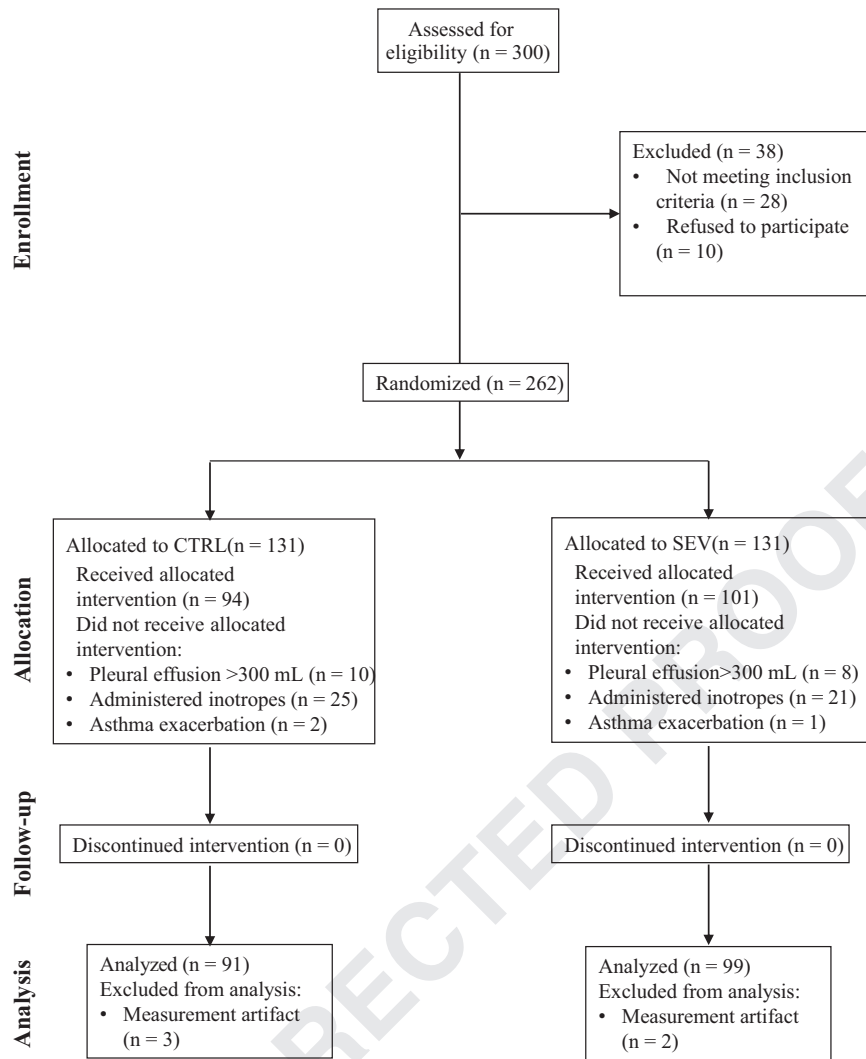 Assessed for
eligibility (n = 300)
Enrollment
Excluded (n = 38)
• Not meeting inclusion
criteria (n = 28)
• Refused to participate
(n = 10)
Randomized (n = 262)
Allocation
Allocated to CTRL(n = 131)
Received allocated
intervention (n = 94)
Did not receive allocated
intervention:
• Pleural effusion >300 mL (n = 10)
• Administered inotropes (n = 25)
• Asthma exacerbation (n = 2)
Allocated to SEV(n = 131)
Received allocated
intervention (n = 101)
Did not receive allocated
intervention:
• Pleural effusion>300 mL (n = 8)
• Administered inotropes (n = 21)
• Asthma exacerbation (n = 1)
Follow-up
Discontinued intervention (n = 0)
Discontinued intervention (n = 0)
Analysis
Analyzed (n = 91)
Excluded from analysis:
• Measurement artifact
(n = 3)
Analyzed (n = 99)
Excluded from analysis:
• Measurement artifact
(n = 2)
RECTED PROOF